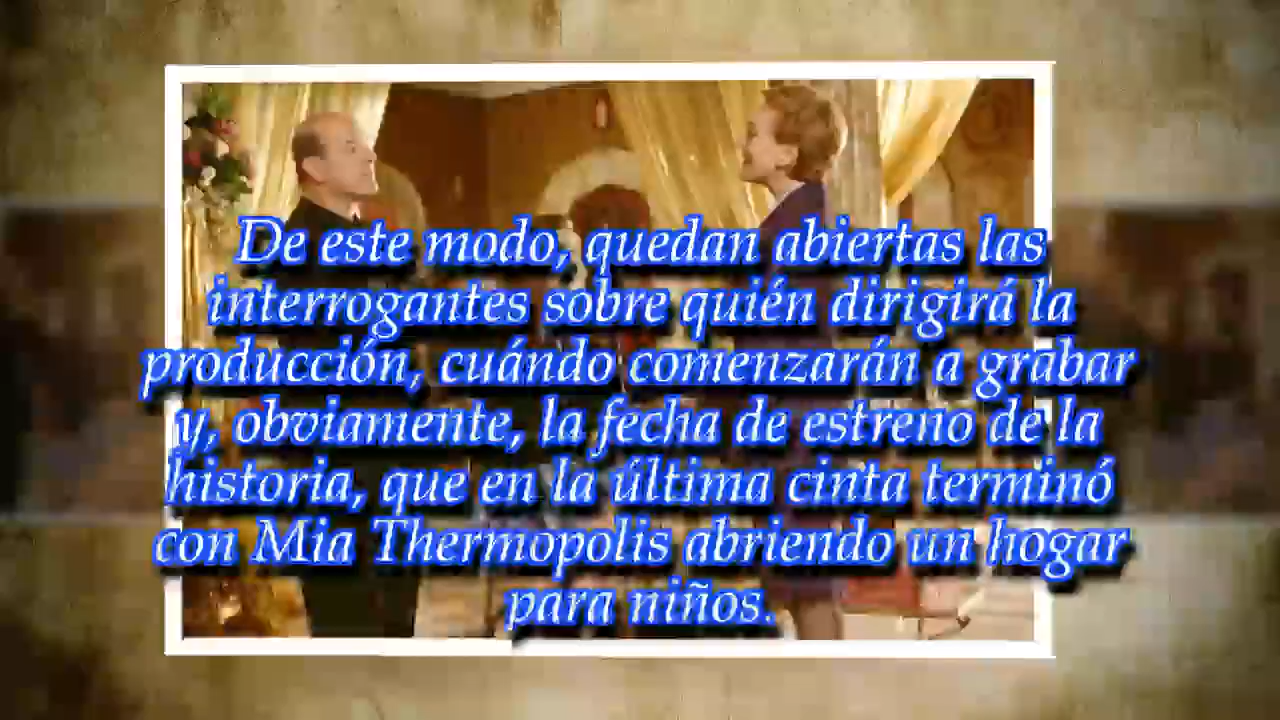 De este modo, quedan abiertas las
interrogantes sobre quién dirigirá la
producción, cuándo comenzarán a grabar
y, obviamente, la fecha de estreno de la
historia, que en la última cinta terminó
con Mia Thermopolis abriendo un hogar
para niños.